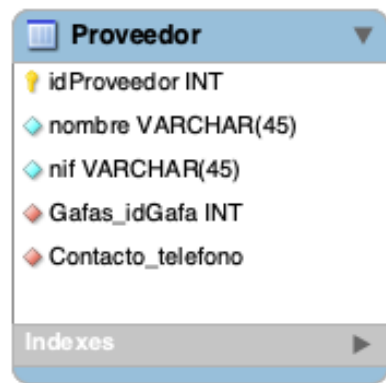 Proveedor
idProveedor INT
nombre VARCHAR(45)
nif VARCHAR(45)
Gafas_idGafa INT
Contacto_telefono
Indexes